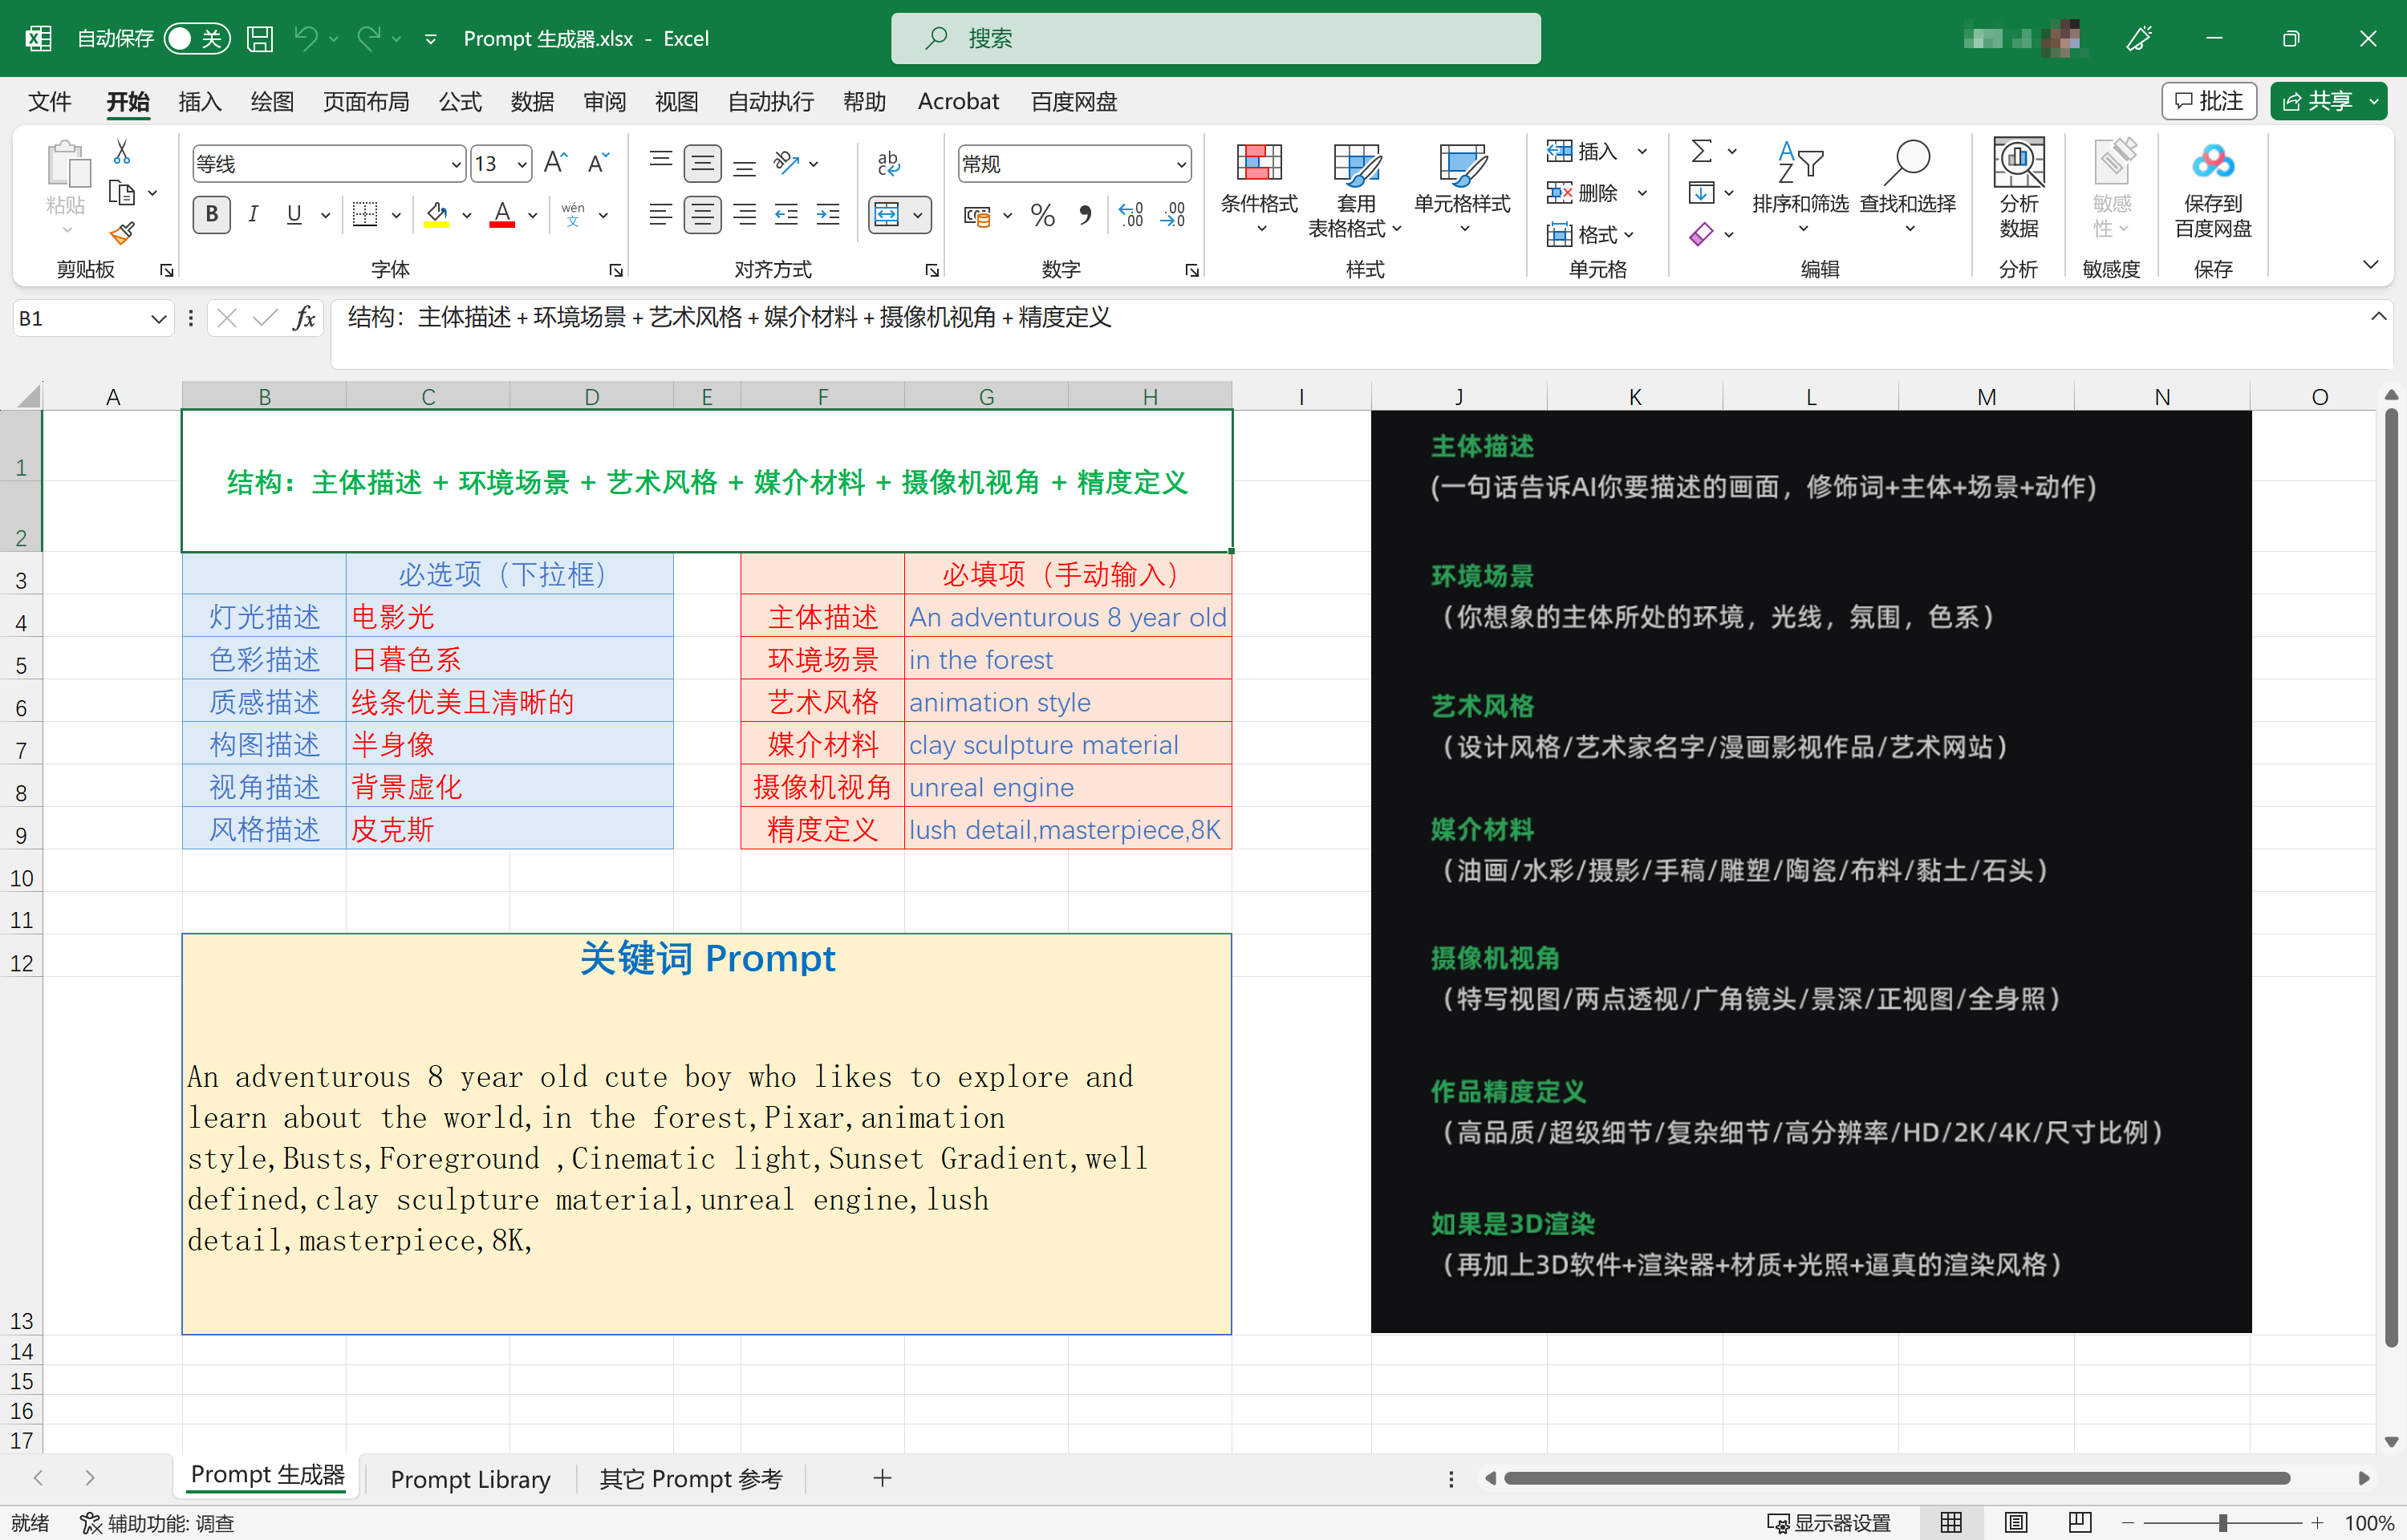 自动保存 关 Prompt 生成器.xlsx - Excel 搜索
文件 开始 插入 绘图 页面布局 公式 数据 审阅 视图 自动执行 帮助 Acrobat 百度网盘 批注 共享
粘贴
剪贴板
等线 13
B I U wén 文
字体
ab
对齐方式
常规
% .00
数字
条件格式
套用
表格格式
单元格样式
样式
插入
删除
格式
单元格
排序和筛选
查找和选择
编辑
分析
数据
分析
敏感
性
敏感度
保存到
百度网盘
保存
B1 fx 结构：主体描述 + 环境场景 + 艺术风格 + 媒介材料 + 摄像机视角 + 精度定义
A B C D E F G H I J K L M N O
1
2
结构：主体描述 + 环境场景 + 艺术风格 + 媒介材料 + 摄像机视角 + 精度定义
3 必选项（下拉框） 必填项（手动输入）
4 灯光描述 电影光 主体描述 An adventurous 8 year old
5 色彩描述 日暮色系 环境场景 in the forest
6 质感描述 线条优美且清晰的 艺术风格 animation style
7 构图描述 半身像 媒介材料 clay sculpture material
8 视角描述 背景虚化 摄像机视角 unreal engine
9 风格描述 皮克斯 精度定义 lush detail,masterpiece,8K
10
11
12 关键词 Prompt
An adventurous 8 year old cute boy who likes to explore and
learn about the world,in the forest,Pixar,animation
style,Busts,Foreground ,Cinematic light,Sunset Gradient,well
defined,clay sculpture material,unreal engine,lush
detail,masterpiece,8K,
13
14
15
16
17
主体描述
(一句话告诉AI你要描述的画面，修饰词+主体+场景+动作)
环境场景
（你想象的主体所处的环境，光线，氛围，色系）
艺术风格
（设计风格/艺术家名字/漫画影视作品/艺术网站）
媒介材料
（油画/水彩/摄影/手稿/雕塑/陶瓷/布料/黏土/石头）
摄像机视角
（特写视图/两点透视/广角镜头/景深/正视图/全身照）
作品精度定义
（高品质/超级细节/复杂细节/高分辨率/HD/2K/4K/尺寸比例）
如果是3D渲染
（再加上3D软件+渲染器+材质+光照+逼真的渲染风格）
Prompt 生成器 Prompt Library 其它 Prompt 参考
就绪 辅助功能: 调查 显示器设置 100%